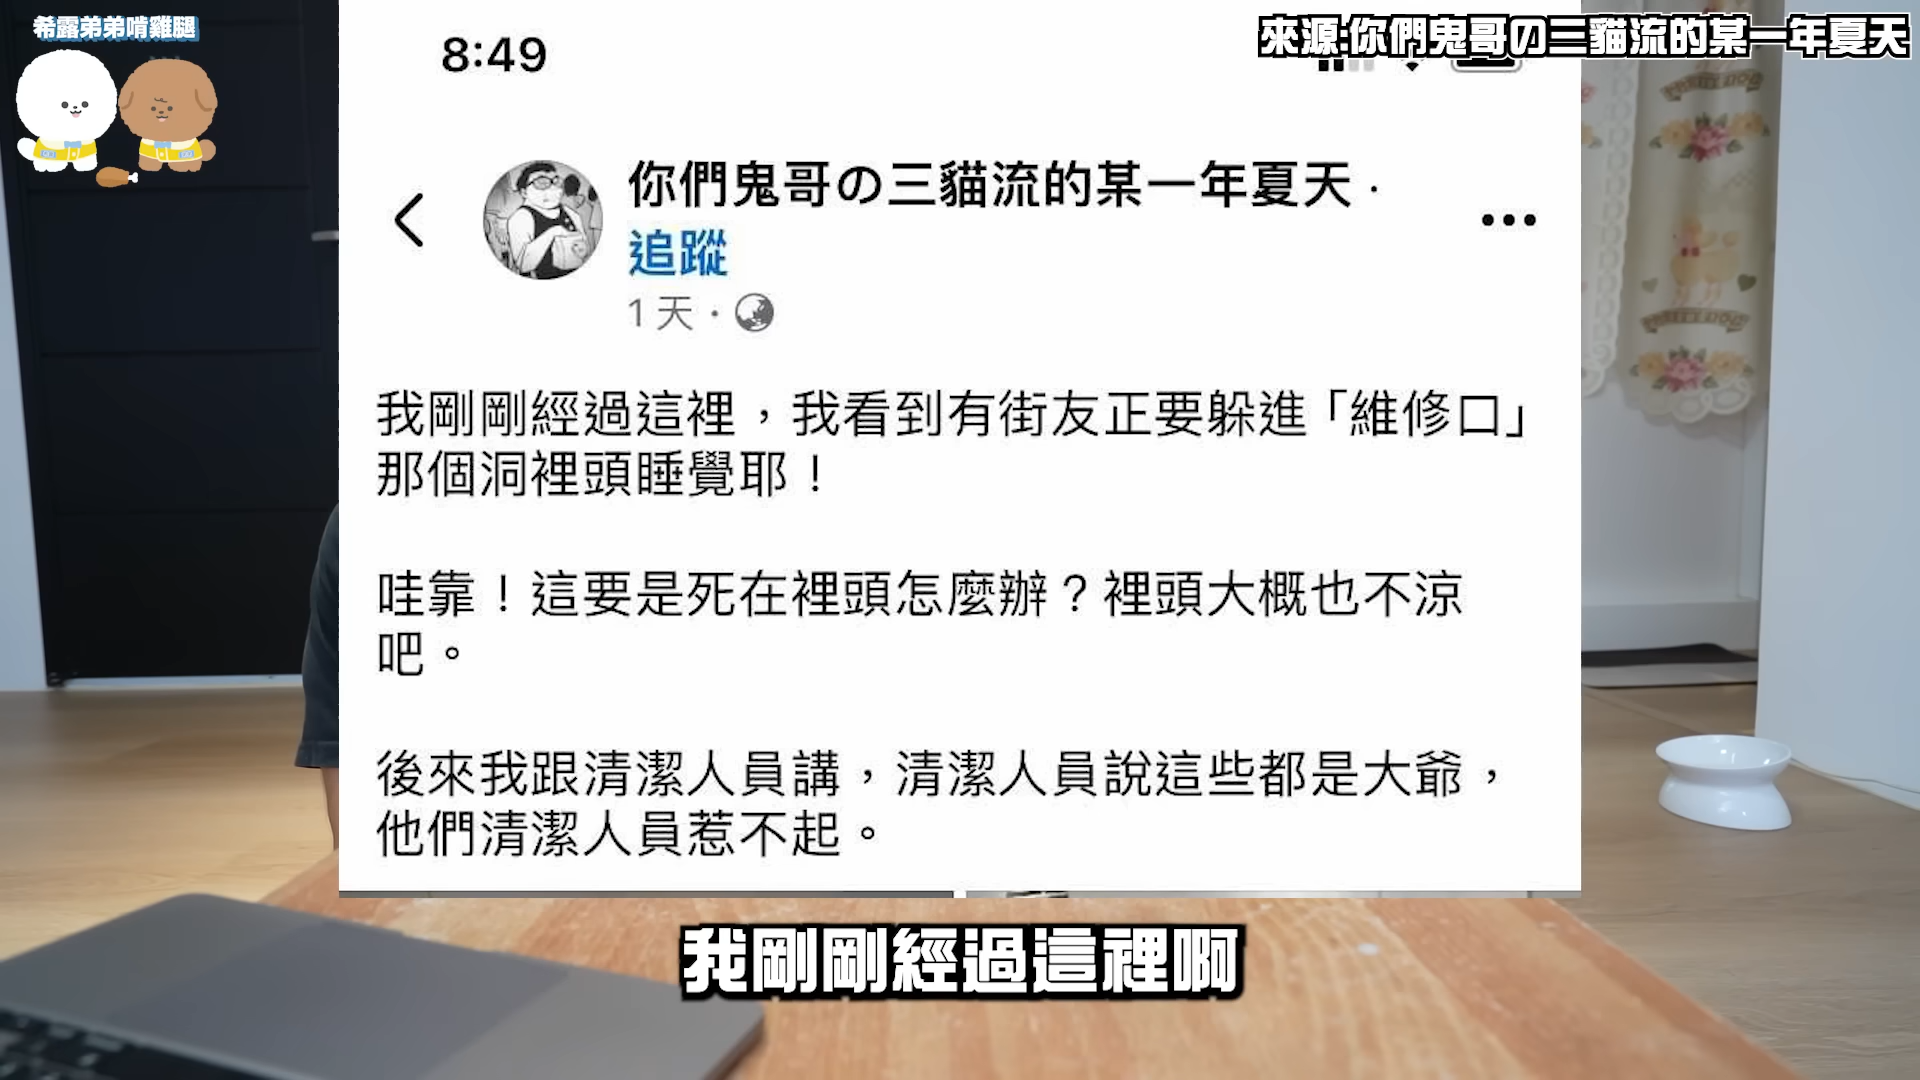 希露弟弟啃雞腿
來源:你們鬼哥の三貓流的某一年夏天
8:49
你們鬼哥の三貓流的某一年夏天·
追蹤
1 天·
我剛剛經過這裡，我看到有街友正要躲進「維修口」
那個洞裡頭睡覺耶！
哇靠！這要是死在裡頭怎麼辦？裡頭大概也不涼
吧。
後來我跟清潔人員講，清潔人員說這些都是大爺，
他們清潔人員惹不起。
我剛剛經過這裡啊